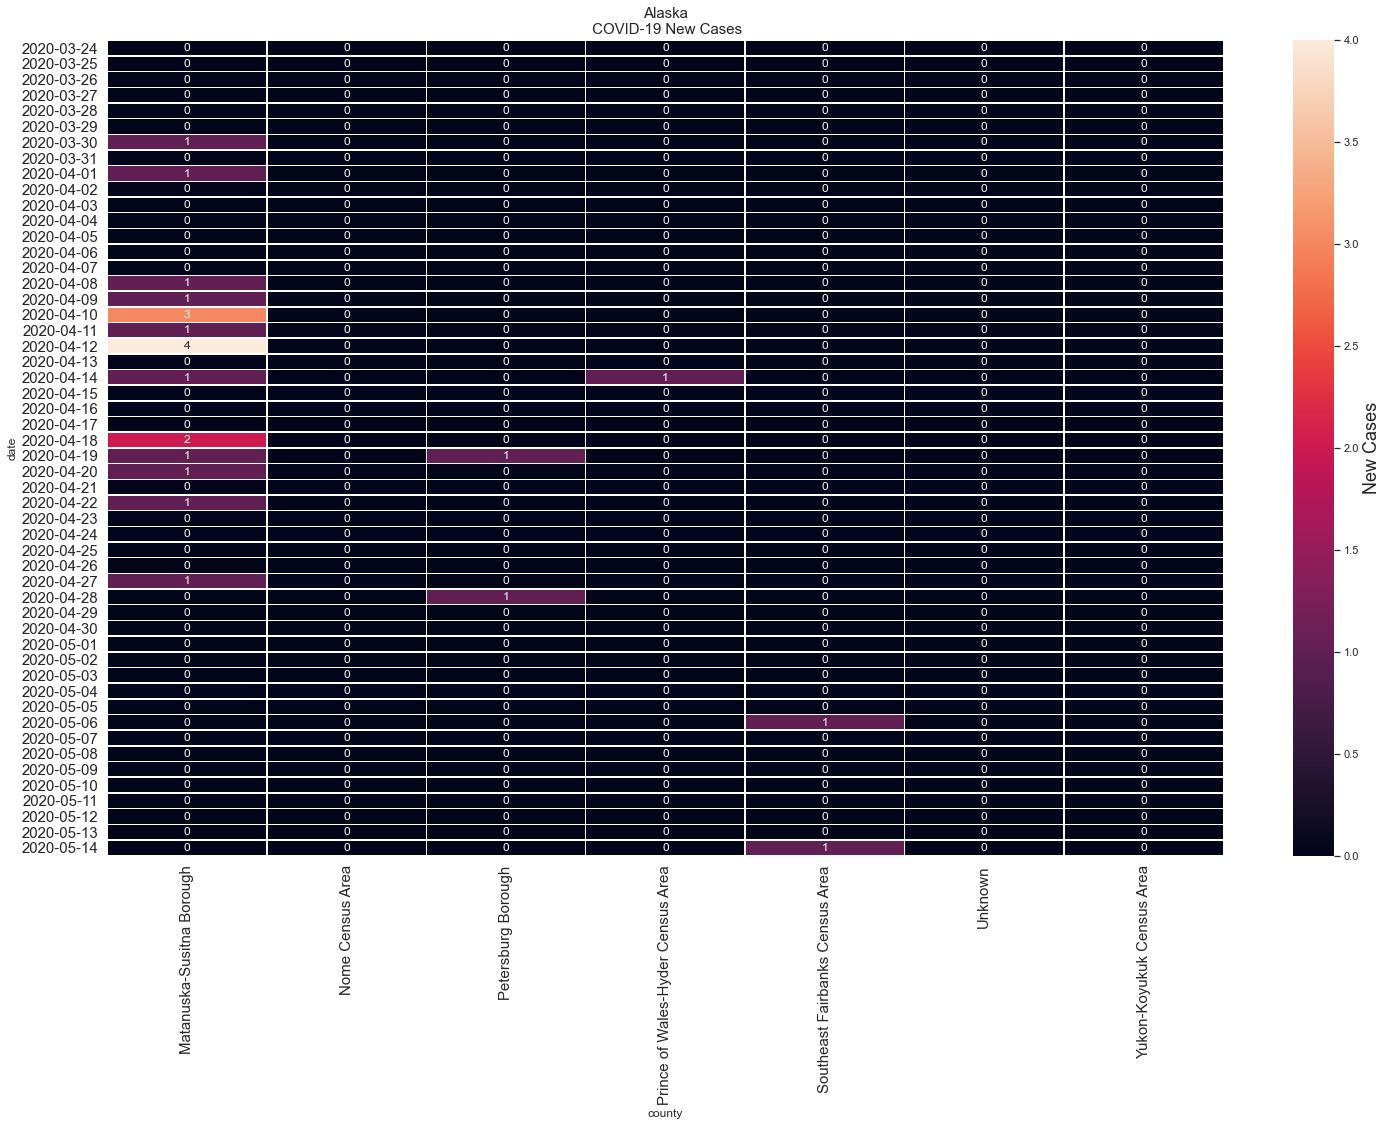 Alaska
COVID-19 New Cases
2020-03-24 0 0 0 0 0 0 0
2020-03-25 0 0 0 0 0 0 0
2020-03-26 0 0 0 0 0 0 0
2020-03-27 0 0 0 0 0 0 0
2020-03-28 0 0 0 0 0 0 0
2020-03-29 0 0 0 0 0 0 0
2020-03-30 1 0 0 0 0 0 0
2020-03-31 0 0 0 0 0 0 0
2020-04-01 1 0 0 0 0 0 0
2020-04-02 0 0 0 0 0 0 0
2020-04-03 0 0 0 0 0 0 0
2020-04-04 0 0 0 0 0 0 0
2020-04-05 0 0 0 0 0 0 0
2020-04-06 0 0 0 0 0 0 0
2020-04-07 0 0 0 0 0 0 0
2020-04-08 1 0 0 0 0 0 0
2020-04-09 1 0 0 0 0 0 0
2020-04-10 3 0 0 0 0 0 0
2020-04-11 1 0 0 0 0 0 0
2020-04-12 4 0 0 0 0 0 0
2020-04-13 0 0 0 0 0 0 0
2020-04-14 1 0 0 1 0 0 0
2020-04-15 0 0 0 0 0 0 0
2020-04-16 0 0 0 0 0 0 0
2020-04-17 0 0 0 0 0 0 0
2020-04-18 2 0 0 0 0 0 0
2020-04-19 1 0 1 0 0 0 0
2020-04-20 1 0 0 0 0 0 0
2020-04-21 0 0 0 0 0 0 0
2020-04-22 1 0 0 0 0 0 0
2020-04-23 0 0 0 0 0 0 0
2020-04-24 0 0 0 0 0 0 0
2020-04-25 0 0 0 0 0 0 0
2020-04-26 0 0 0 0 0 0 0
2020-04-27 1 0 0 0 0 0 0
2020-04-28 0 0 1 0 0 0 0
2020-04-29 0 0 0 0 0 0 0
2020-04-30 0 0 0 0 0 0 0
2020-05-01 0 0 0 0 0 0 0
2020-05-02 0 0 0 0 0 0 0
2020-05-03 0 0 0 0 0 0 0
2020-05-04 0 0 0 0 0 0 0
2020-05-05 0 0 0 0 0 0 0
2020-05-06 0 0 0 0 1 0 0
2020-05-07 0 0 0 0 0 0 0
2020-05-08 0 0 0 0 0 0 0
2020-05-09 0 0 0 0 0 0 0
2020-05-10 0 0 0 0 0 0 0
2020-05-11 0 0 0 0 0 0 0
2020-05-12 0 0 0 0 0 0 0
2020-05-13 0 0 0 0 0 0 0
2020-05-14 0 0 0 0 1 0 0
date
Matanuska-Susitna Borough
Nome Census Area
Petersburg Borough
Prince of Wales-Hyder Census Area
Southeast Fairbanks Census Area
Unknown
Yukon-Koyukuk Census Area
county
4.0
3.5
3.0
2.5
2.0
1.5
1.0
0.5
0.0
New Cases